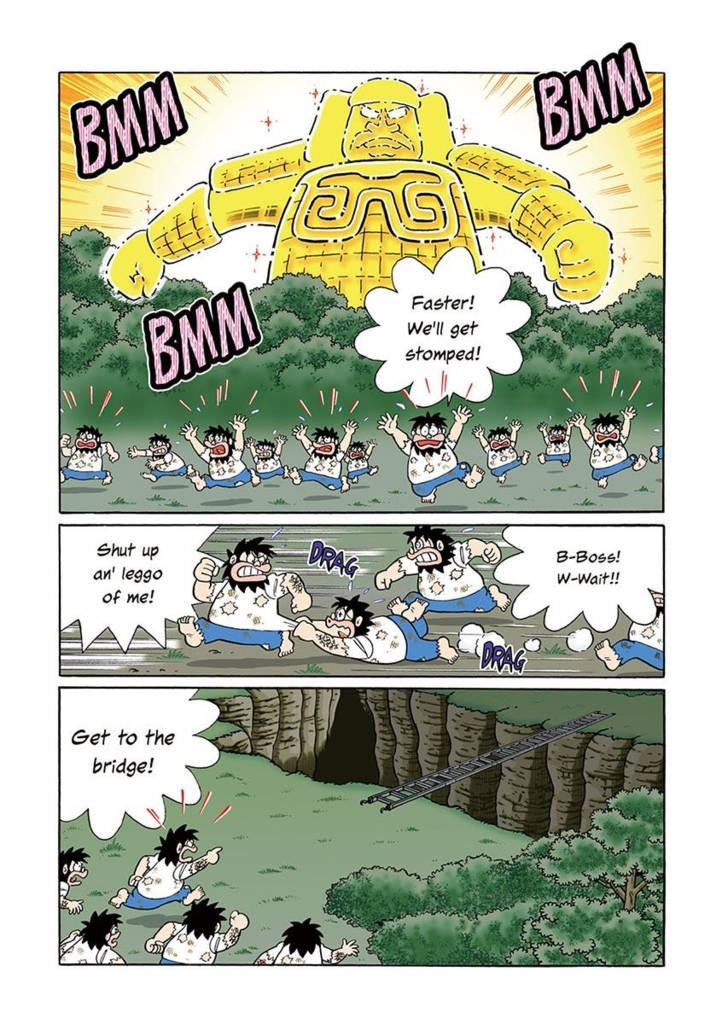 BMM
BMM
BMM
Faster!
We'll get
stomped!
Shut up
an' leggo
of me!
DRAG
B-Boss!
W-Wait!!
DRAG
Get to the
bridge!